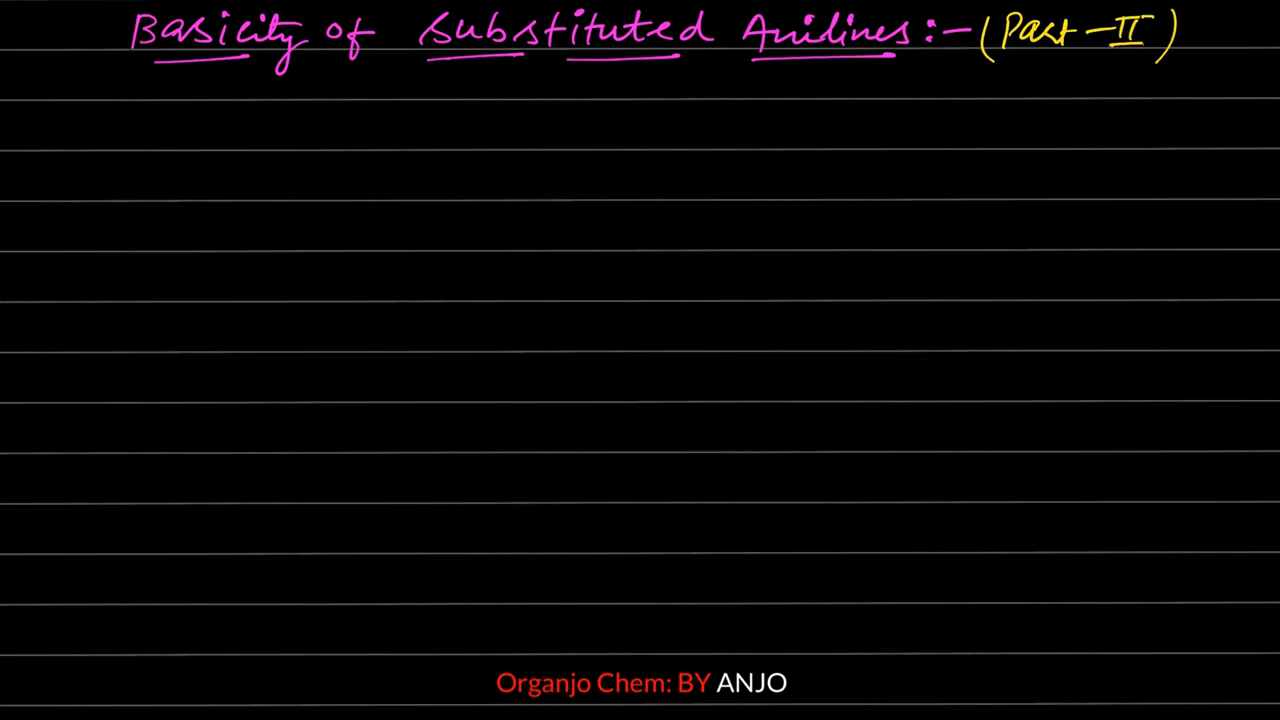 Basicity of substituted Anilines :- (Part - II)
Organjo Chem: BY ANJO